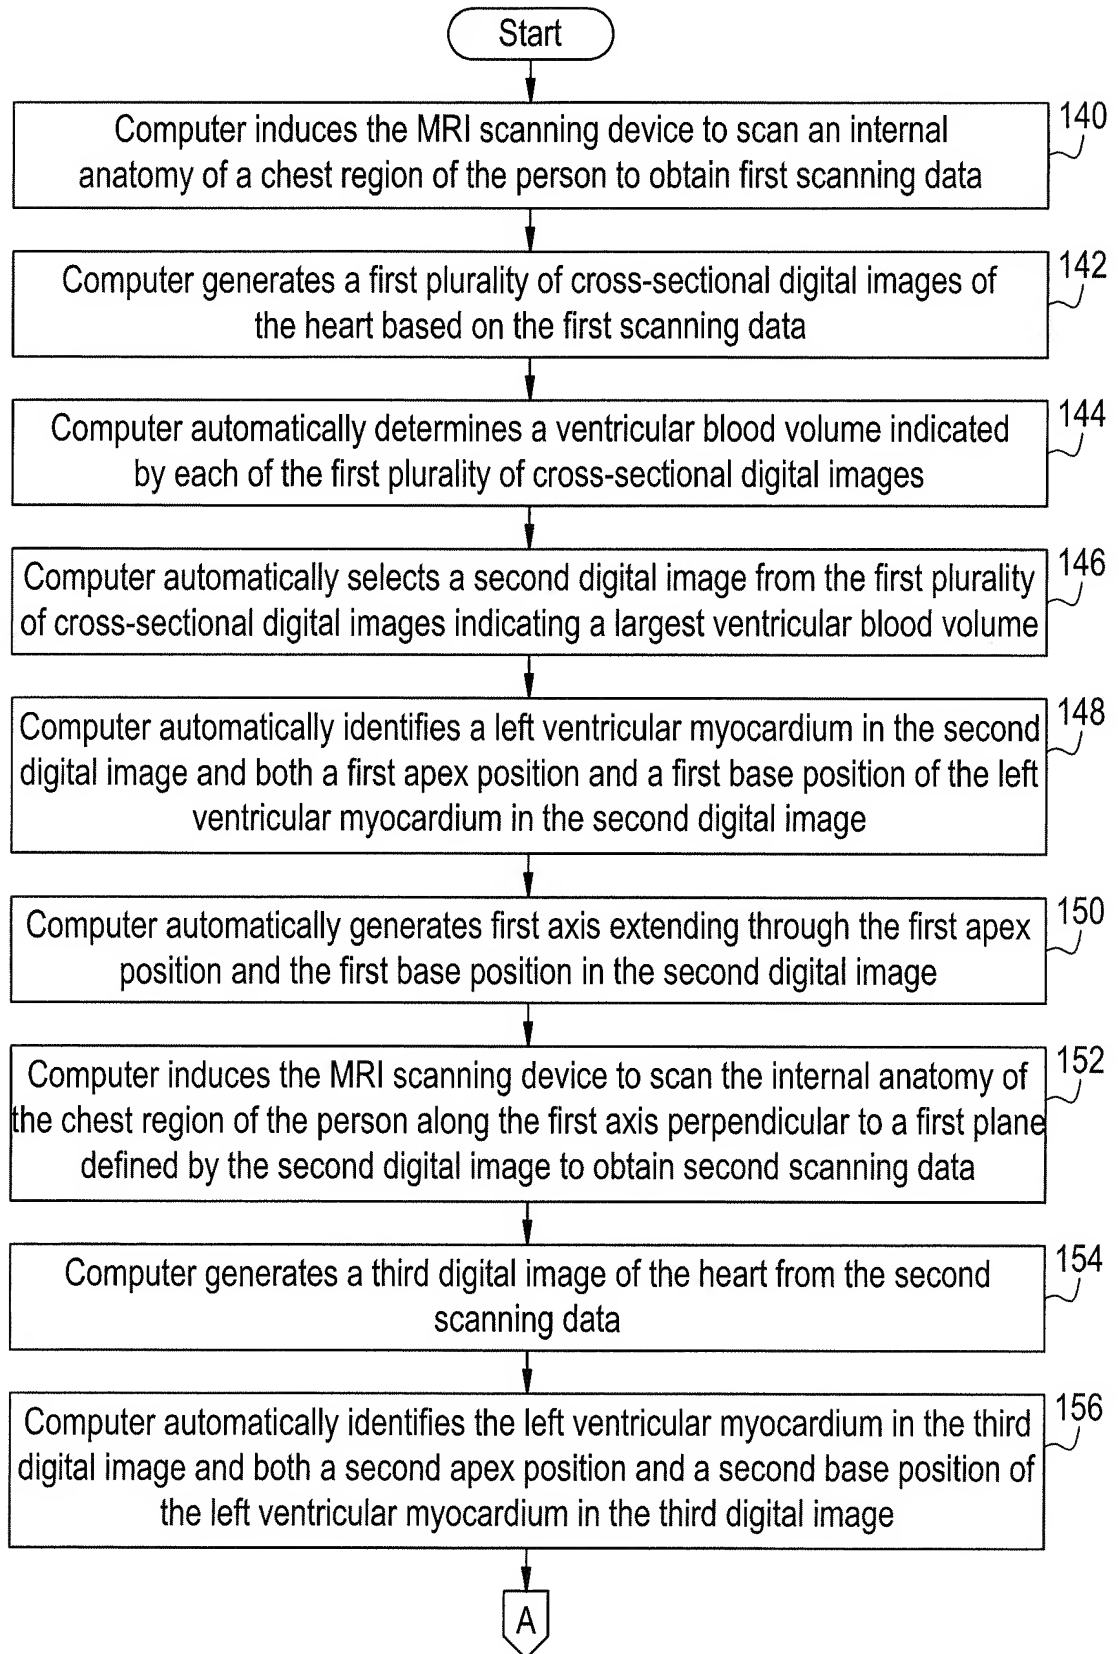 Start
Computer induces the MRI scanning device to scan an internal
anatomy of a chest region of the person to obtain first scanning data
140
Computer generates a first plurality of cross-sectional digital images of
the heart based on the first scanning data
142
Computer automatically determines a ventricular blood volume indicated
by each of the first plurality of cross-sectional digital images
144
Computer automatically selects a second digital image from the first plurality
of cross-sectional digital images indicating a largest ventricular blood volume
146
Computer automatically identifies a left ventricular myocardium in the second
digital image and both a first apex position and a first base position of the left
ventricular myocardium in the second digital image
148
Computer automatically generates first axis extending through the first apex
position and the first base position in the second digital image
150
Computer induces the MRI scanning device to scan the internal anatomy of
the chest region of the person along the first axis perpendicular to a first plane
defined by the second digital image to obtain second scanning data
152
Computer generates a third digital image of the heart from the second
scanning data
154
Computer automatically identifies the left ventricular myocardium in the third
digital image and both a second apex position and a second base position of
the left ventricular myocardium in the third digital image
156
A